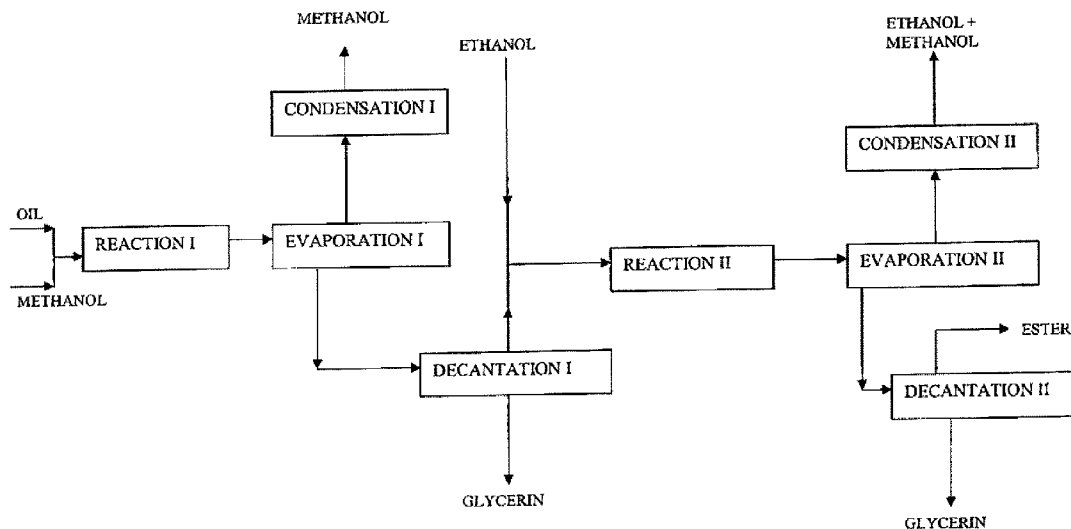 METHANOL
ETHANOL
ETHANOL +
METHANOL
CONDENSATION I
CONDENSATION II
OIL
REACTION I
EVAPORATION I
REACTION II
EVAPORATION II
METHANOL
ESTER
DECANTATION I
DECANTATION II
GLYCERIN
GLYCERIN